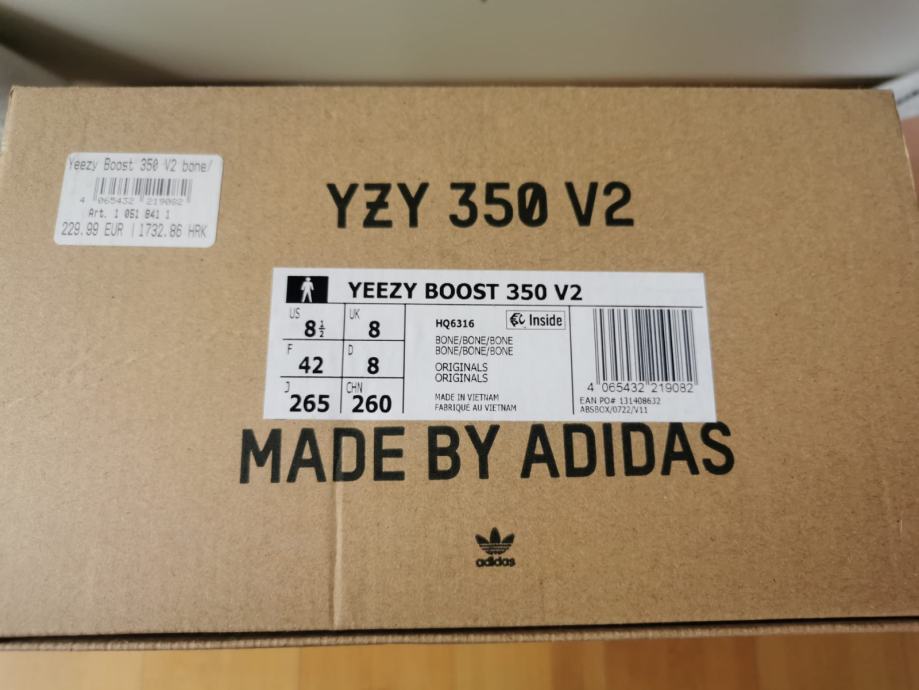 Yeezy Boost 350 V2 bone/
4 065432 219082
Art. 1 051 841 1
229.99 EUR | 1732.86 HRK
YZY 350 V2
YEEZY BOOST 350 V2
US 8½ UK 8
F 42 D 8
J 265 CHN 260
HQ6316 Inside
BONE/BONE/BONE
BONE/BONE/BONE
ORIGINALS
ORIGINALS
MADE IN VIETNAM
FABRIQUE AU VIETNAM
4 065432 219082
EAN PO# 131408632
ABSBOX/0722/V11
MADE BY ADIDAS
adidas